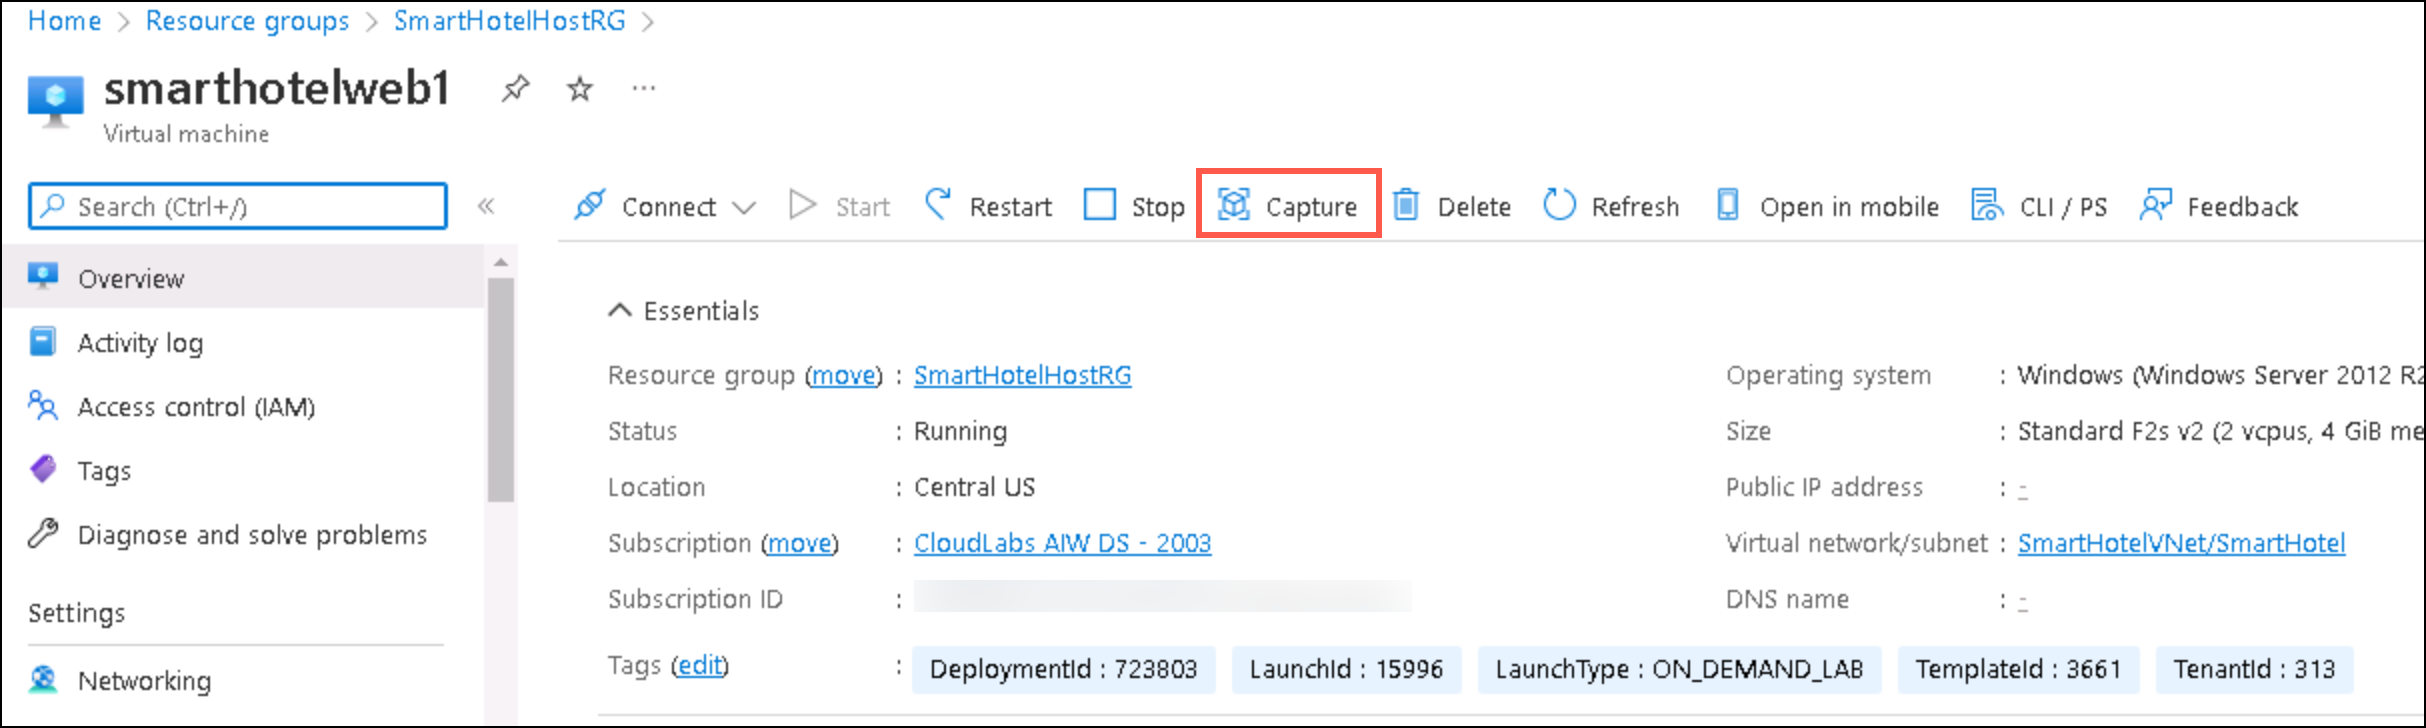 Home > Resource groups > SmartHotelHostRG >
smarthotelweb1 ...
Virtual machine
Search (Ctrl+/) «
Connect Start Restart Stop Capture Delete Refresh Open in mobile CLI / PS Feedback
Overview
Activity log
Access control (IAM)
Tags
Diagnose and solve problems
Settings
Networking
Essentials
Resource group (move) : SmartHotelHostRG
Status : Running
Location : Central US
Subscription (move) : CloudLabs AIW DS - 2003
Subscription ID :
Operating system : Windows (Windows Server 2012 R2
Size : Standard F2s v2 (2 vcpus, 4 GiB me
Public IP address : -
Virtual network/subnet : SmartHotelVNet/SmartHotel
DNS name : -
Tags (edit) : DeploymentId : 723803 LaunchId : 15996 LaunchType : ON_DEMAND_LAB TemplateId : 3661 TenantId : 313